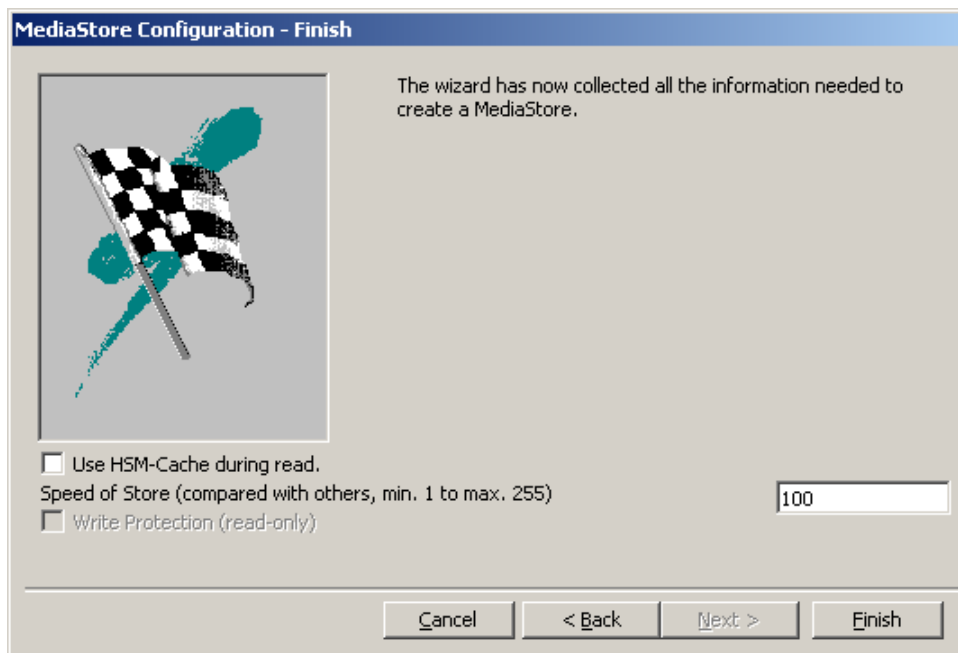 MediaStore Configuration - Finish
The wizard has now collected all the information needed to
create a MediaStore.
Use HSM-Cache during read.
Speed of Store (compared with others, min. 1 to max. 255)
100
Write Protection (read-only)
Cancel
< Back
Next >
Finish